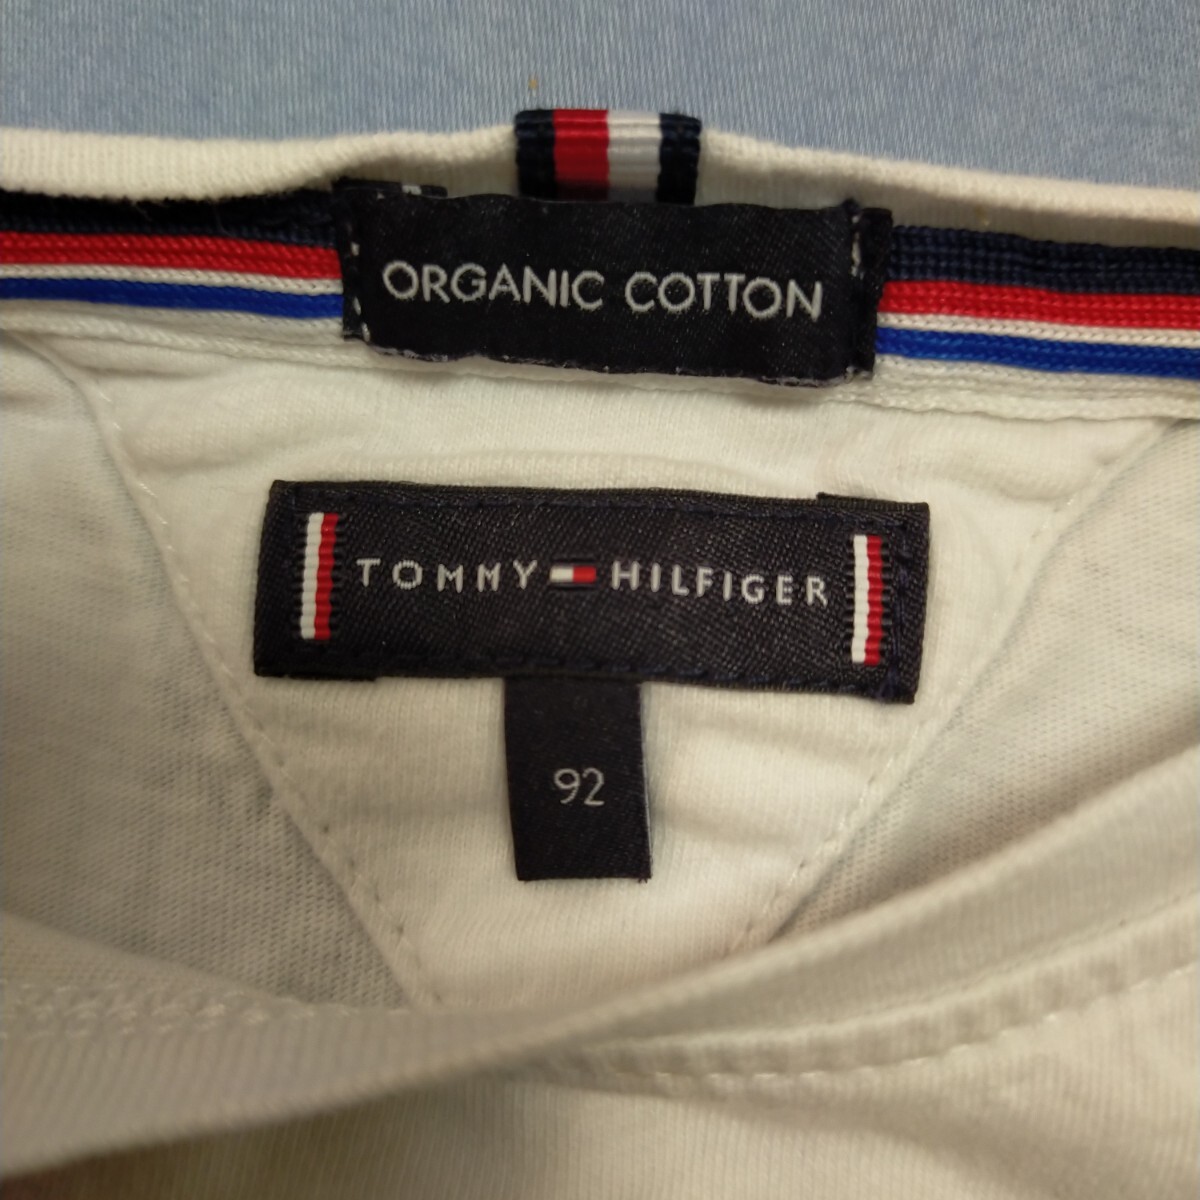 ORGANIC COTTON
TOMMY HILFIGER
92